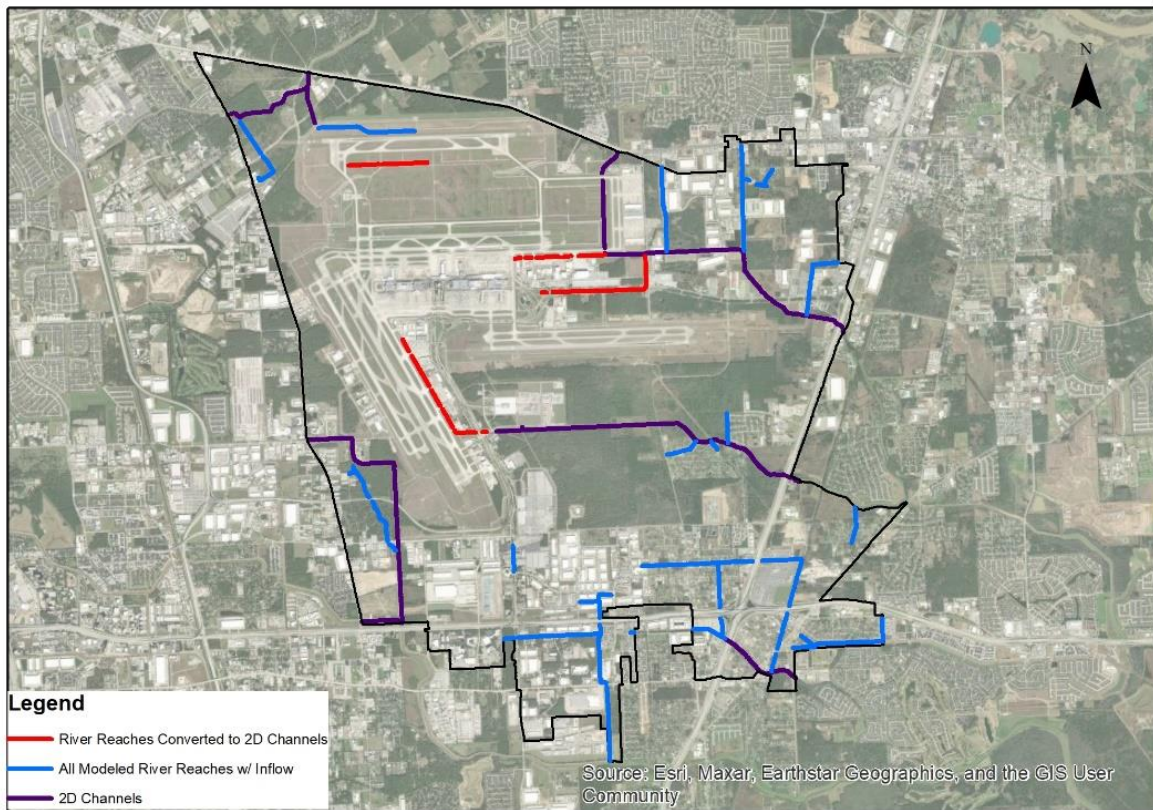 N
Legend
River Reaches Converted to 2D Channels
All Modeled River Reaches w/ Inflow
2D Channels
Source: Esri, Maxar, Earthstar Geographics, and the GIS User
Community